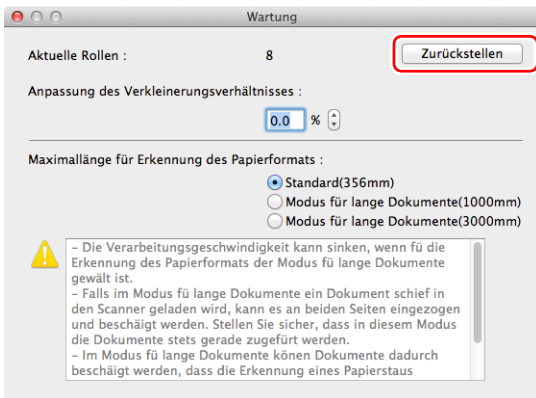 Wartung
Aktuelle Rollen : 8 Zurückstellen
Anpassung des Verkleinerungsverhältnisses :
0.0 %
Maximallänge für Erkennung des Papierformats :
Standard(356mm)
Modus für lange Dokumente(1000mm)
Modus für lange Dokumente(3000mm)
– Die Verarbeitungsgeschwindigkeit kann sinken, wenn fü die
Erkennung des Papierformats der Modus fü lange Dokumente
gewält ist.
– Falls im Modus fü lange Dokumente ein Dokument schief in
den Scanner geladen wird, kann es an beiden Seiten eingezogen
und beschäigt werden. Stellen Sie sicher, dass in diesem Modus
die Dokumente stets gerade zugefürt werden.
– Im Modus fü lange Dokumente könen Dokumente dadurch
beschäigt werden, dass die Erkennung eines Papierstaus